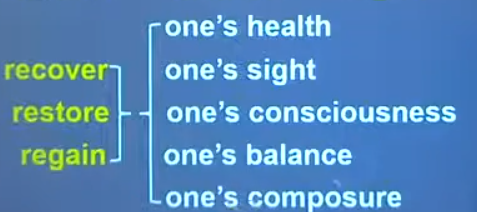 one's health
recover one's sight
restore one's consciousness
regain one's balance
one's composure